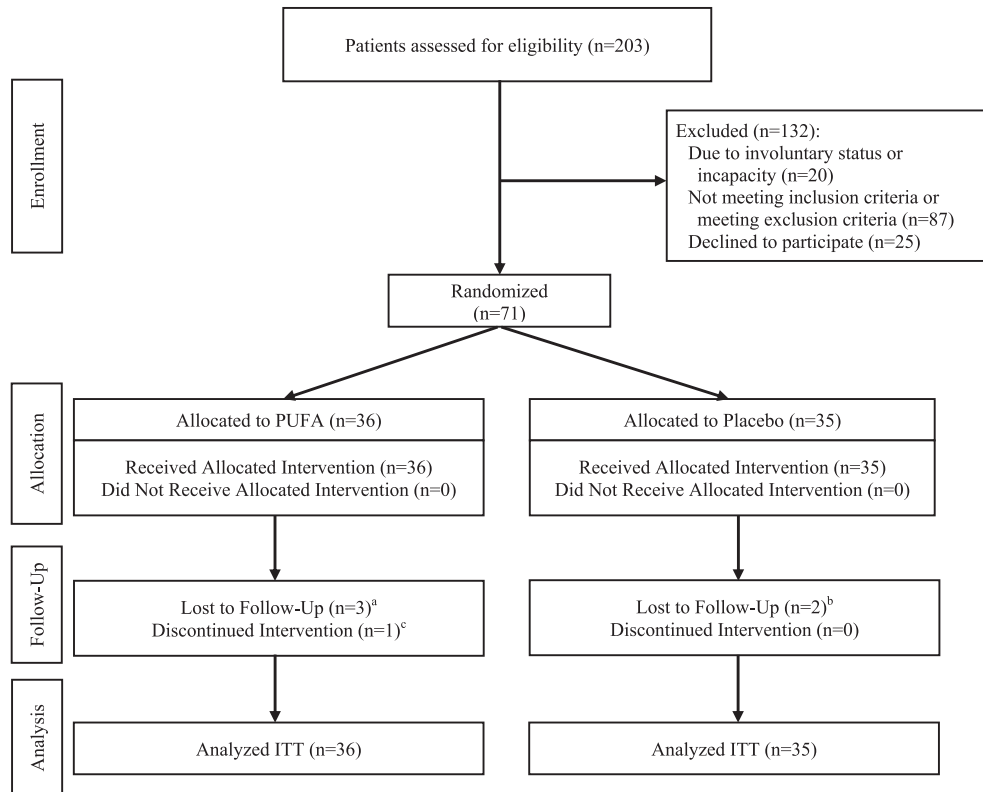 Patients assessed for eligibility (n=203)
Enrollment
Excluded (n=132):
Due to involuntary status or
incapacity (n=20)
Not meeting inclusion criteria or
meeting exclusion criteria (n=87)
Declined to participate (n=25)
Randomized
(n=71)
Allocation
Allocated to PUFA (n=36)
Received Allocated Intervention (n=36)
Did Not Receive Allocated Intervention (n=0)
Allocated to Placebo (n=35)
Received Allocated Intervention (n=35)
Did Not Receive Allocated Intervention (n=0)
Follow-Up
Lost to Follow-Up (n=3)a
Discontinued Intervention (n=1)c
Lost to Follow-Up (n=2)b
Discontinued Intervention (n=0)
Analysis
Analyzed ITT (n=36)
Analyzed ITT (n=35)